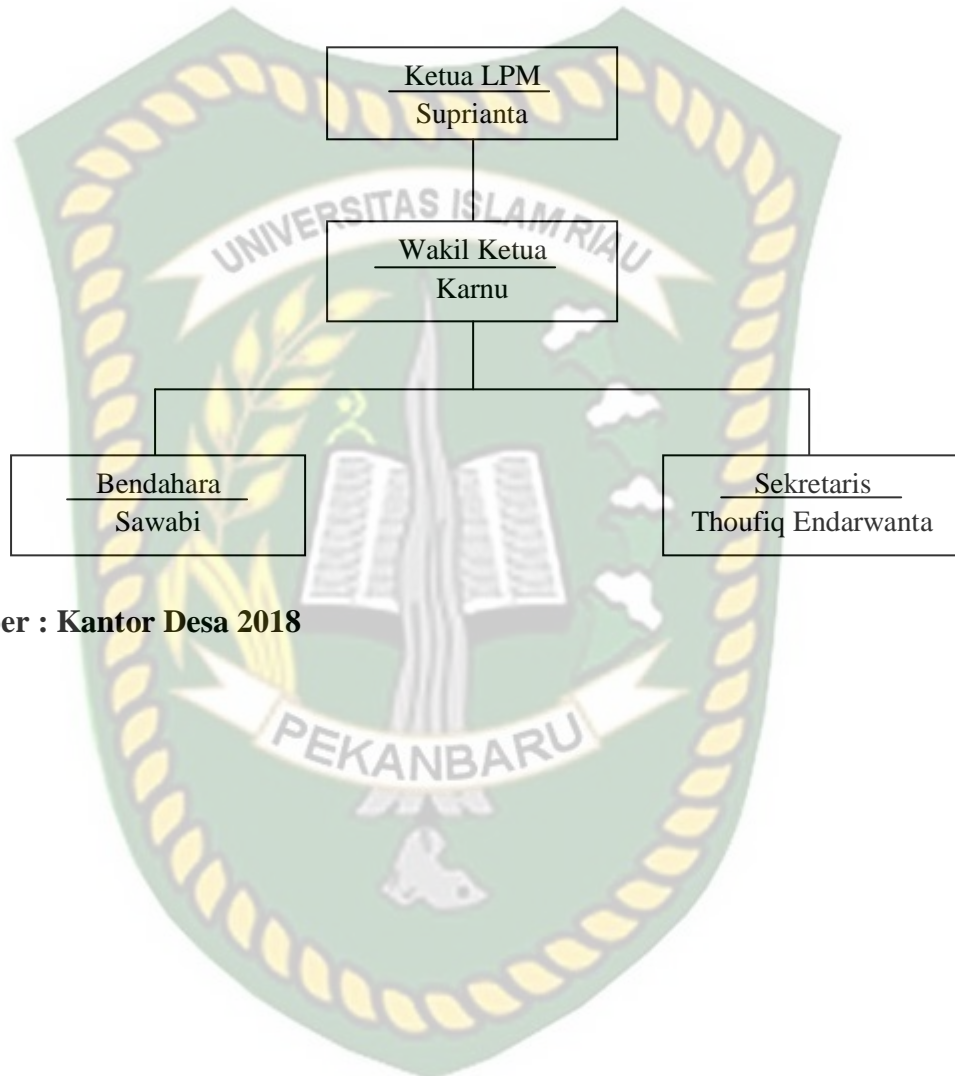 Ketua LPM
Suprianta
UNIVERSITAS ISLAM RIAU
Wakil Ketua
Karnu
Bendahara
Sawabi
Sekretaris
Thoufiq Endarwanta
er : Kantor Desa 2018
PEKANBARU